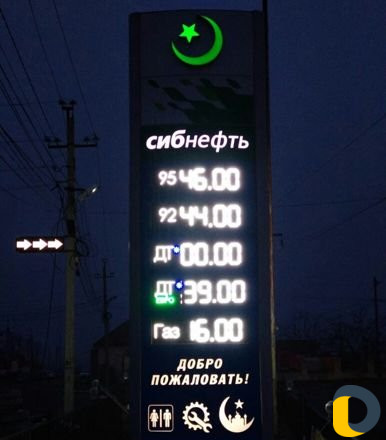 сибнефть
95 46.00
92 44.00
ДТ* 00.00
ДТ* 39.00
Газ 16.00
ДОБРО
ПОЖАЛОВАТЬ!